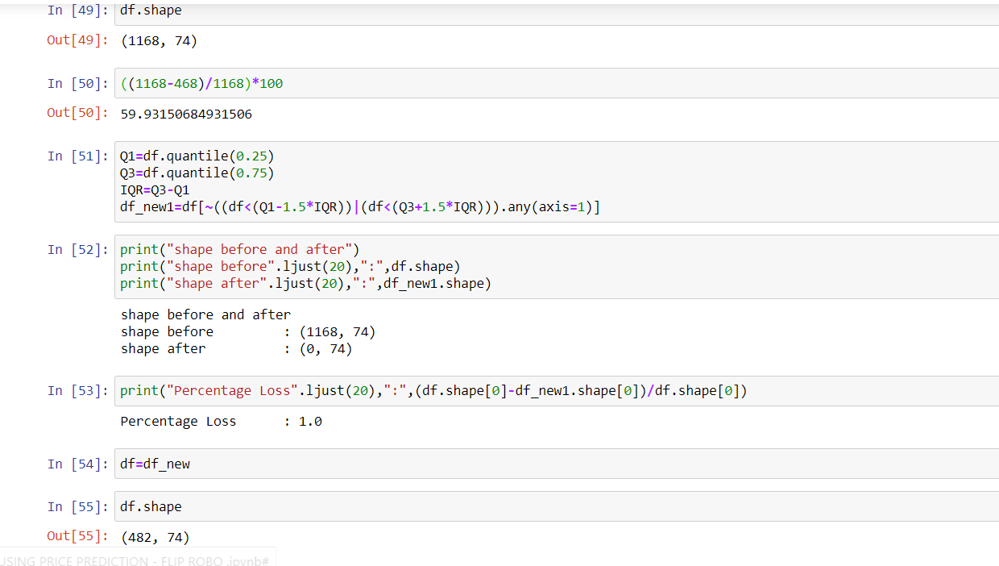 In [49]: df.shape
Out[49]: (1168, 74)
In [50]: ((1168-468)/1168)*100
Out[50]: 59.93150684931506
In [51]: Q1=df.quantile(0.25)
Q3=df.quantile(0.75)
IQR=Q3-Q1
df_new1=df[~((df<(Q1-1.5*IQR))|(df<(Q3+1.5*IQR))).any(axis=1)]
In [52]: print("shape before and after")
print("shape before".ljust(20),":",df.shape)
print("shape after".ljust(20),":",df_new1.shape)
shape before and after
shape before         : (1168, 74)
shape after          : (0, 74)
In [53]: print("Percentage Loss".ljust(20),":",(df.shape[0]-df_new1.shape[0])/df.shape[0])
Percentage Loss      : 1.0
In [54]: df=df_new
In [55]: df.shape
Out[55]: (482, 74)
USING PRICE PREDICTION - FLIP ROBO .ipynb#